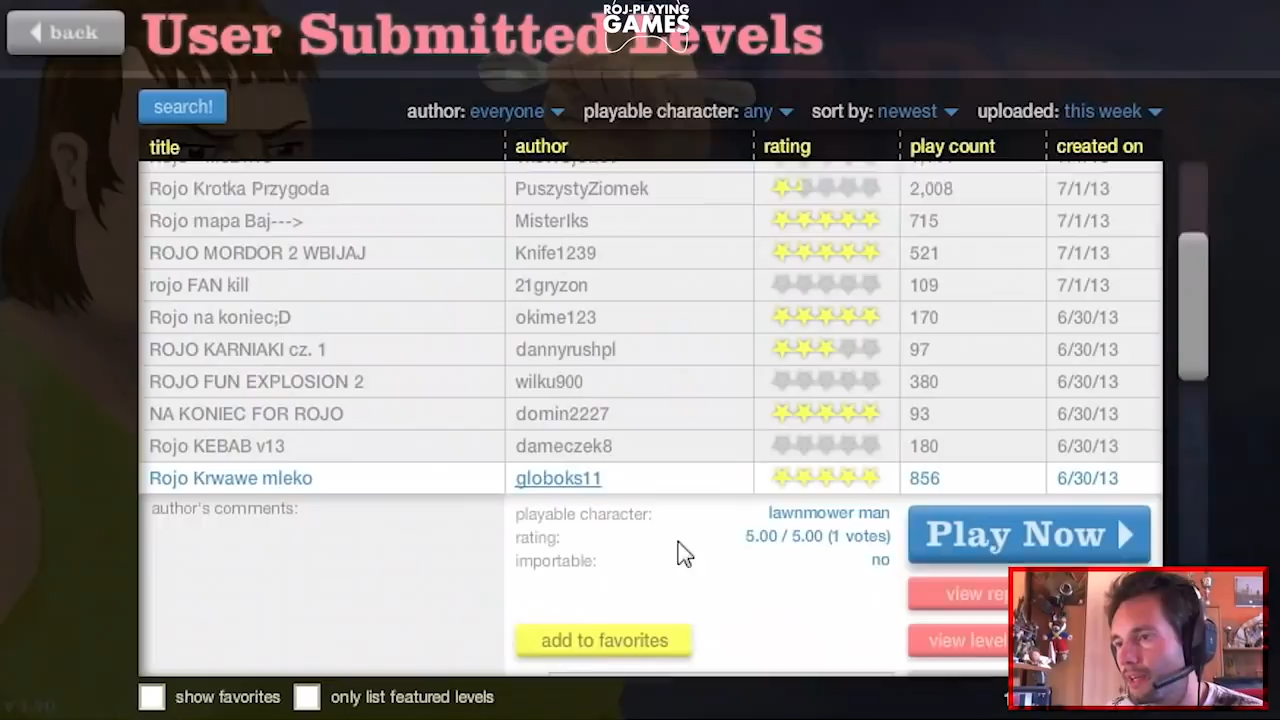 ROJ-PLAYING
GAMES
back
User Submitted Levels
search!
author: everyone
playable character: any
sort by: newest
uploaded: this week
title author rating play count created on
Rojo Krotka Przygoda PuszystyZiomek 2,008 7/1/13
Rojo mapa Baj---> MisterIks 715 7/1/13
ROJO MORDOR 2 WBIJAJ Knife1239 521 7/1/13
rojo FAN kill 21gryzon 109 7/1/13
Rojo na koniec;D okime123 170 6/30/13
ROJO KARNIAKI cz. 1 dannyrushpl 97 6/30/13
ROJO FUN EXPLOSION 2 wilku900 380 6/30/13
NA KONIEC FOR ROJO domin2227 93 6/30/13
Rojo KEBAB v13 dameczek8 180 6/30/13
Rojo Krwawe mleko globoks11 856 6/30/13
author's comments:
playable character: lawnmower man
rating: 5.00 / 5.00 (1 votes)
importable: no
Play Now
view
view level
add to favorites
show favorites
only list featured levels